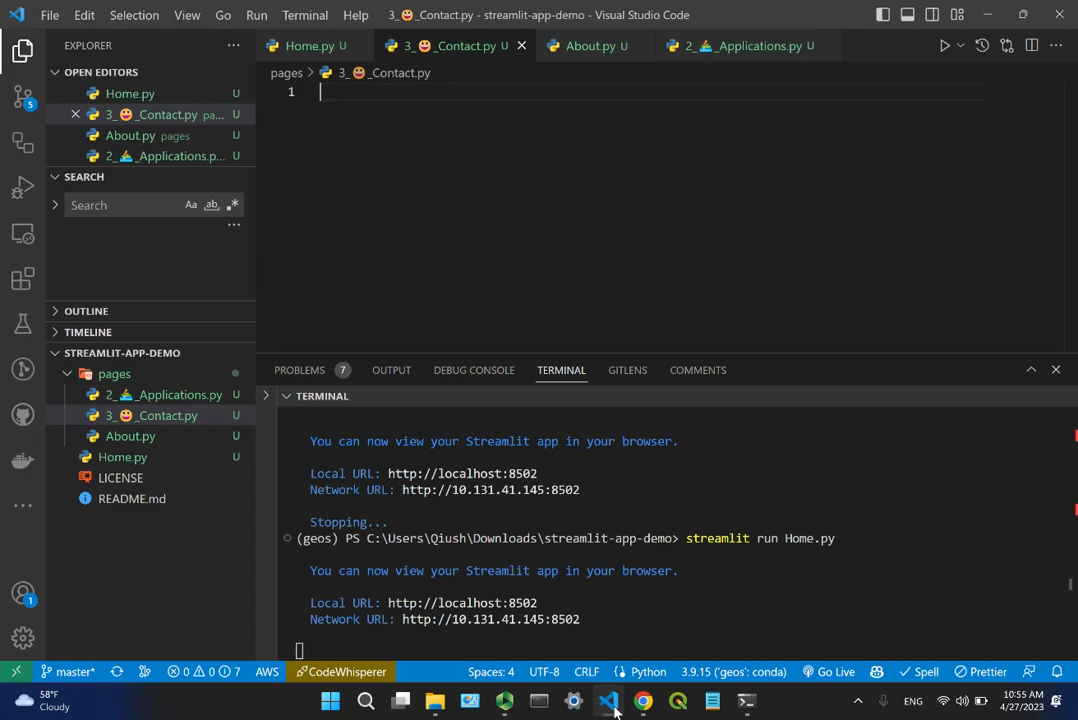 File Edit Selection View Go Run Terminal Help 3_😀_Contact.py - streamlit-app-demo - Visual Studio Code
EXPLORER
Home.py U 3_😀_Contact.py U About.py U 2_🚣_Applications.py U
OPEN EDITORS
pages 3_😀_Contact.py
Home.py U
1
3_😀_Contact.py pa... U
About.py pages U
2_🚣_Applications.p... U
SEARCH
Search Aa ab
OUTLINE
TIMELINE
STREAMLIT-APP-DEMO
pages
2_🚣_Applications.py U
3_😀_Contact.py U
About.py U
Home.py U
LICENSE
README.md
PROBLEMS 7 OUTPUT DEBUG CONSOLE TERMINAL GITLENS COMMENTS
TERMINAL
You can now view your Streamlit app in your browser.
Local URL: http://localhost:8502
Network URL: http://10.131.41.145:8502
Stopping...
(geos) PS C:\Users\Qiush\Downloads\streamlit-app-demo> streamlit run Home.py
You can now view your Streamlit app in your browser.
Local URL: http://localhost:8502
Network URL: http://10.131.41.145:8502
5
1
master* 0 0 7 AWS CodeWhisperer Spaces: 4 UTF-8 CRLF Python 3.9.15 ('geos': conda) Go Live Spell Prettier
58°F
Cloudy
ENG
10:55 AM
4/27/2023